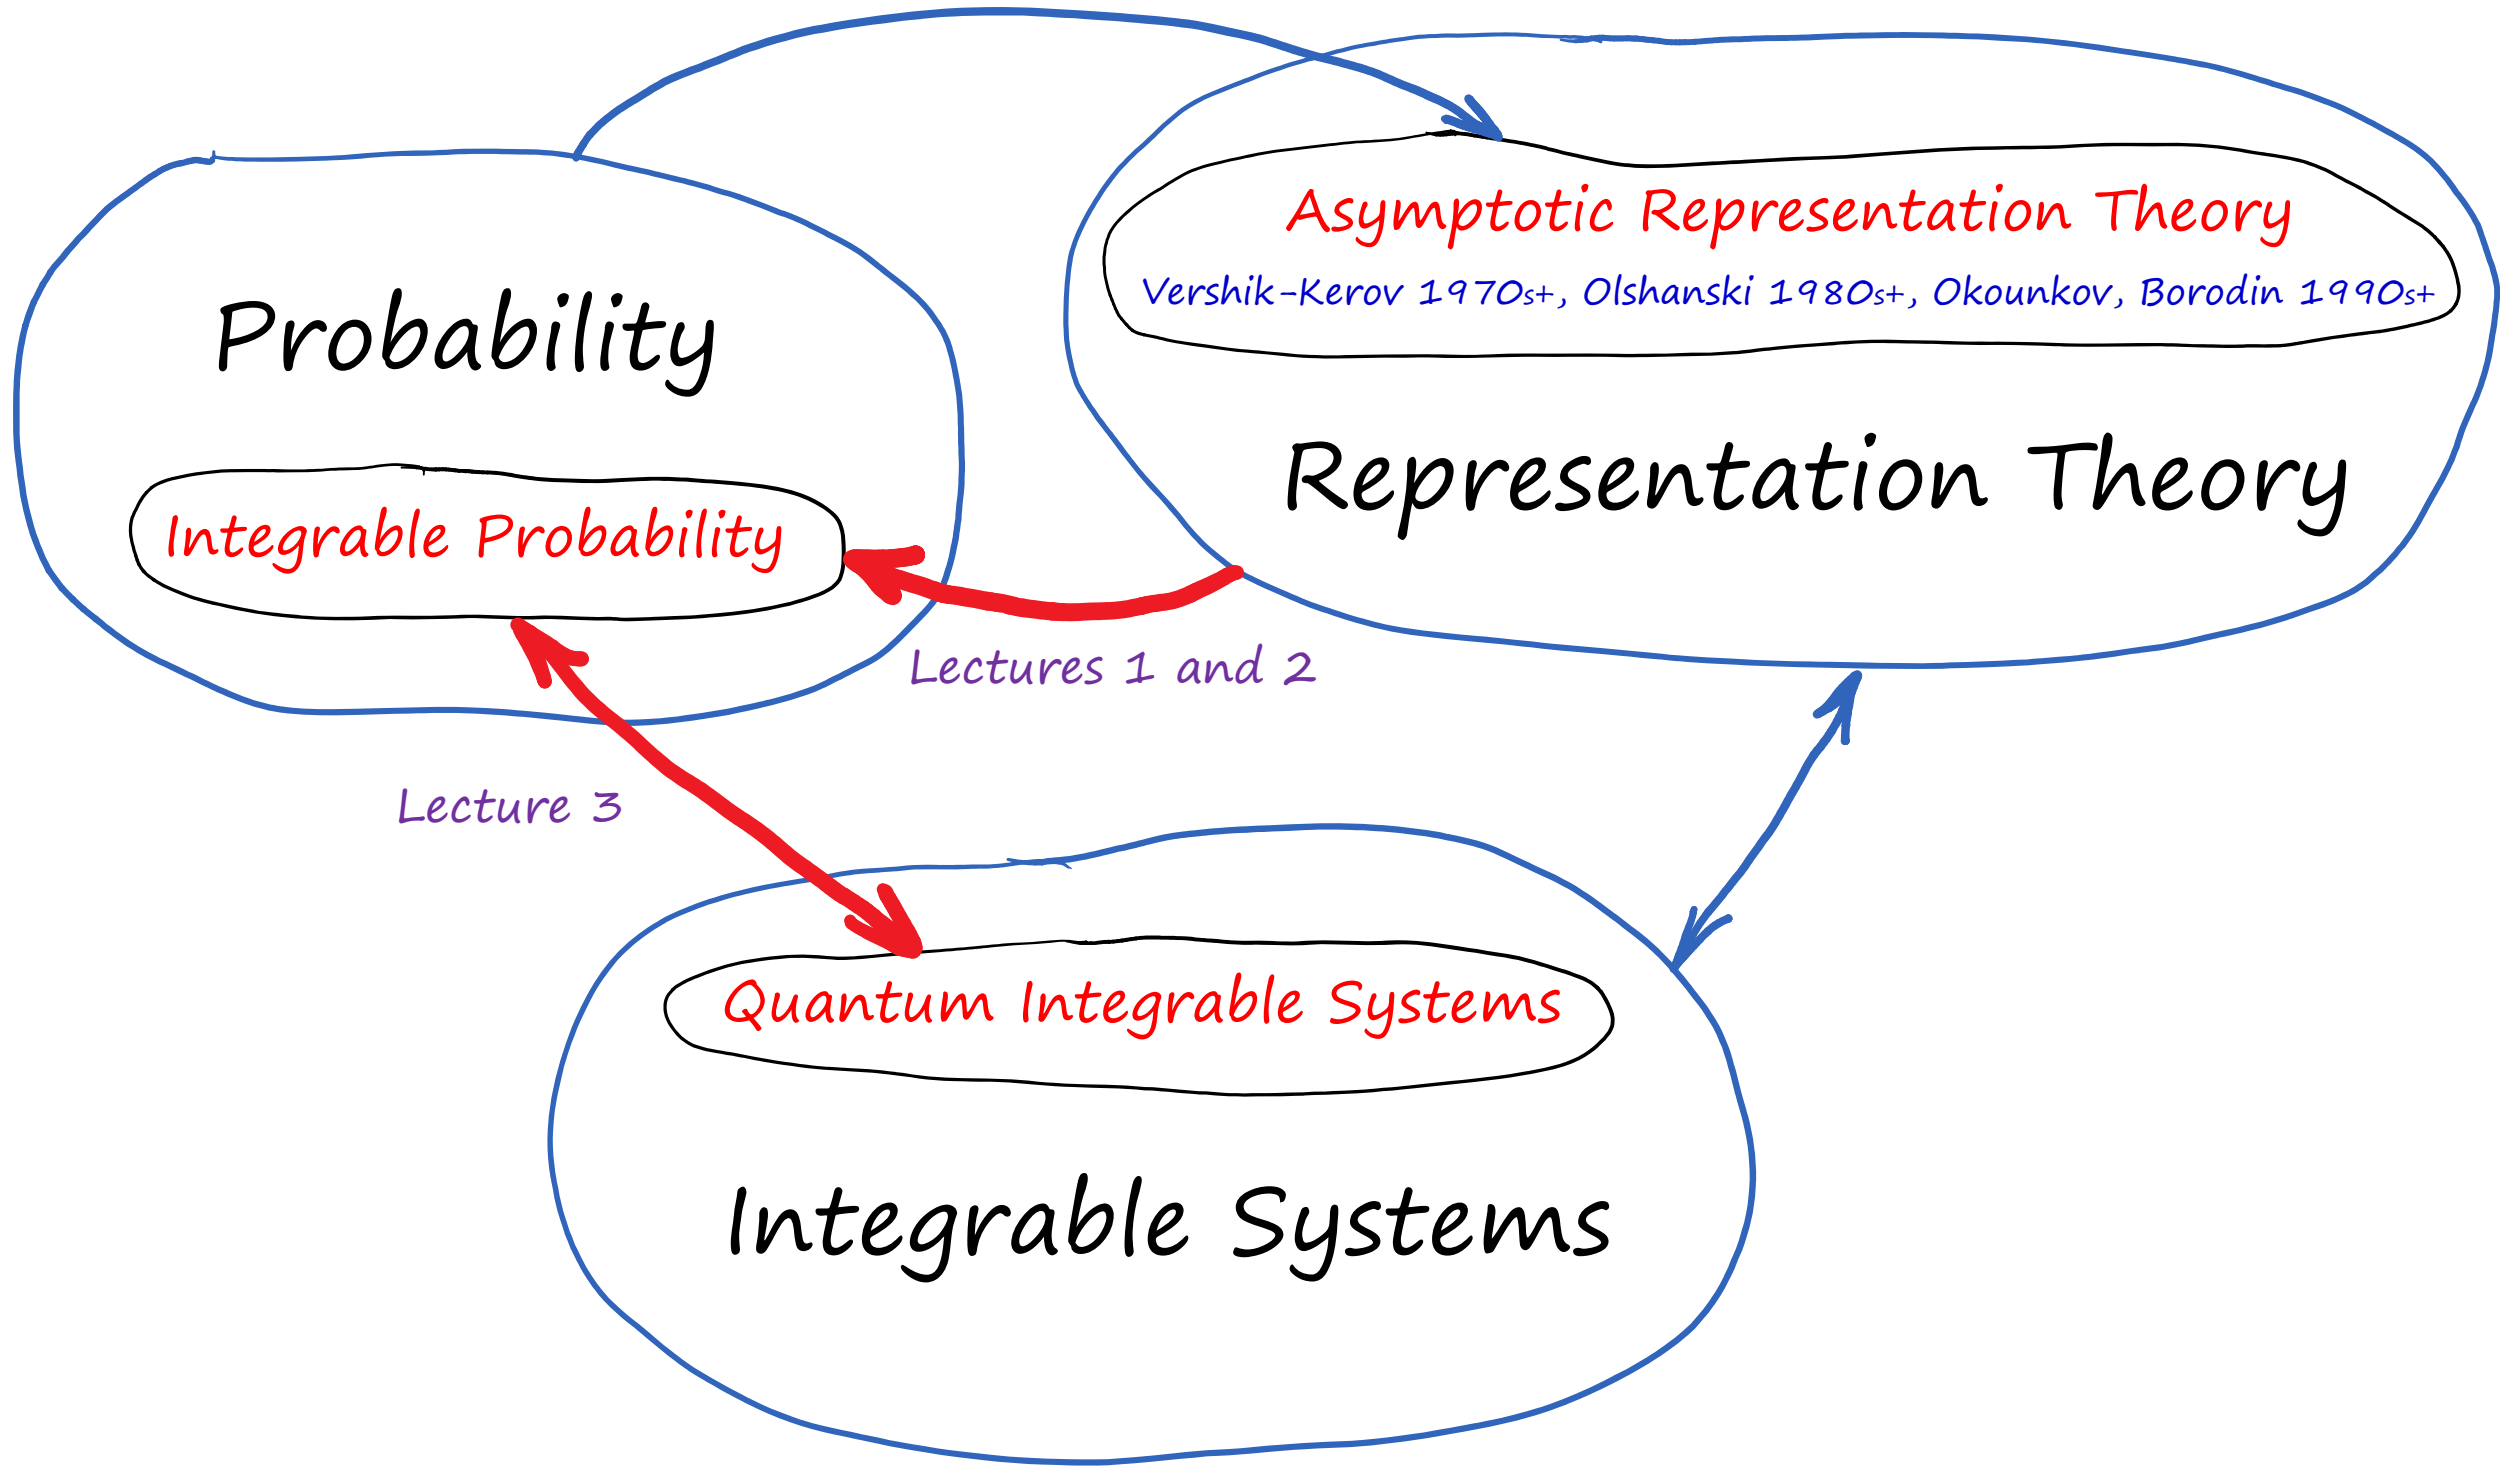 Asymptotic Representation Theory
Vershik-Kerov 1970s+, Olshanski 1980s+, Okounkov, Borodin 1990s+
Probability
Representation Theory
Integrable Probability
Lectures 1 and 2
Lecture 3
Quantum Integrable Systems
Integrable Systems